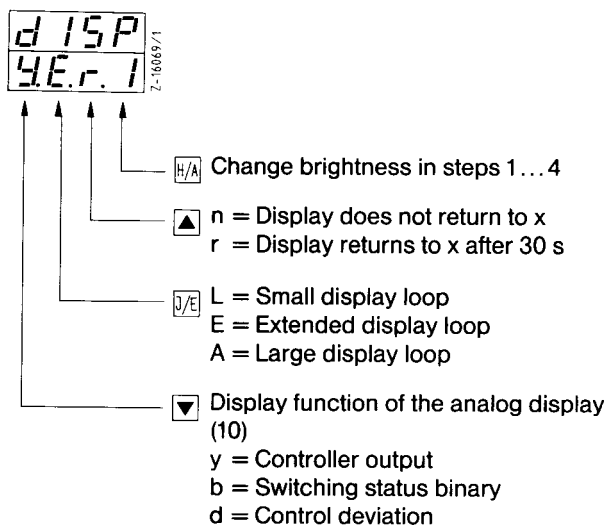 dISP
Y.E.r.1
Z-16069/1
H/A Change brightness in steps 1...4
▲ n = Display does not return to x
r = Display returns to x after 30 s
J/E L = Small display loop
E = Extended display loop
A = Large display loop
▼ Display function of the analog display
(10)
y = Controller output
b = Switching status binary
d = Control deviation